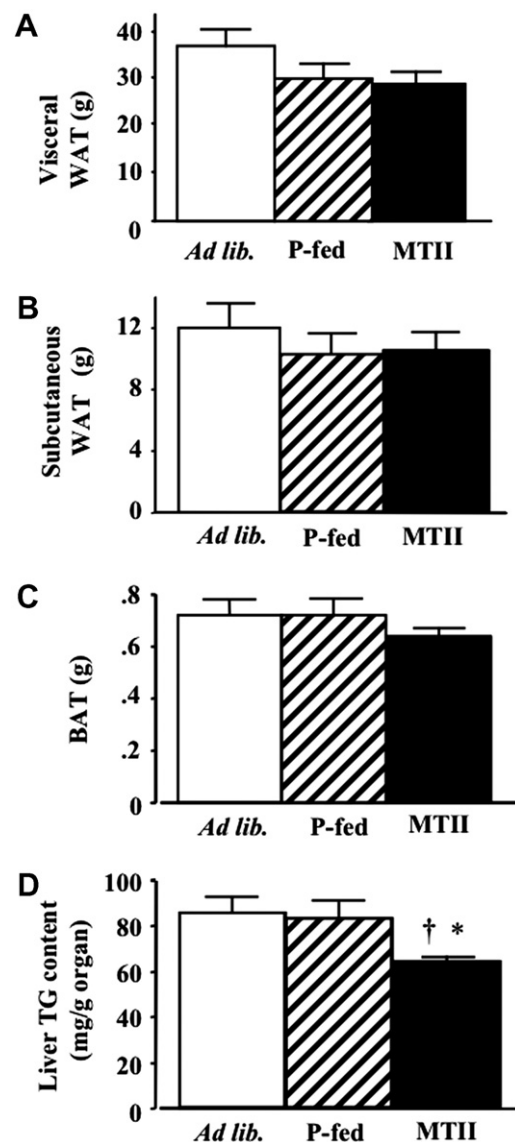 A
Visceral
WAT (g)
40
30
20
10
0
Ad lib.
P-fed
MTII
B
Subcutaneous
WAT (g)
12
8
4
0
Ad lib.
P-fed
MTII
C
BAT (g)
.8
.6
.4
.2
0
Ad lib.
P-fed
MTII
D
Liver TG content
(mg/g organ)
100
80
60
40
20
0
† *
Ad lib.
P-fed
MTII